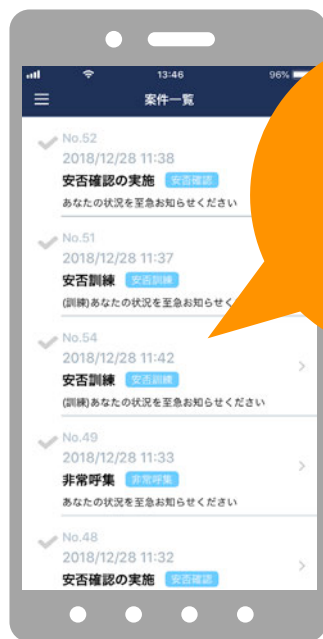 13:46
96%
案件一覧
No.52
2018/12/28 11:38
安否確認の実施 安否確認
あなたの状況を至急お知らせください
No.51
2018/12/28 11:37
安否訓練 安否訓練
(訓練)あなたの状況を至急お知らせく
No.54
2018/12/28 11:42
安否訓練 安否訓練
(訓練)あなたの状況を至急お知らせください
No.49
2018/12/28 11:33
非常呼集 非常呼集
あなたの状況を至急お知らせください
No.48
2018/12/28 11:32
安否確認の実施 安否確認